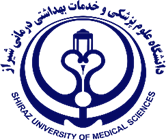 دانشگاه علوم پزشکی و خدمات بهداشتی درمانی شیراز
SHIRAZ UNIVERSITY OF MEDICAL SCIENCES